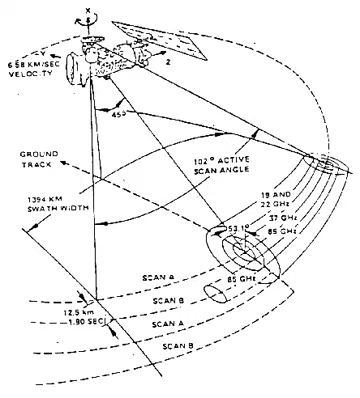 X
Y
Z
6.58 KM/SEC
VELOCITY
45°
GROUND
TRACK
102° ACTIVE
SCAN ANGLE
1394 KM
SWATH WIDTH
19 AND
22 GHz
37 GHz
85 GHz
53.1°
85 GHz
SCAN A
SCAN B
SCAN A
SCAN B
12.5 km
1.90 SEC